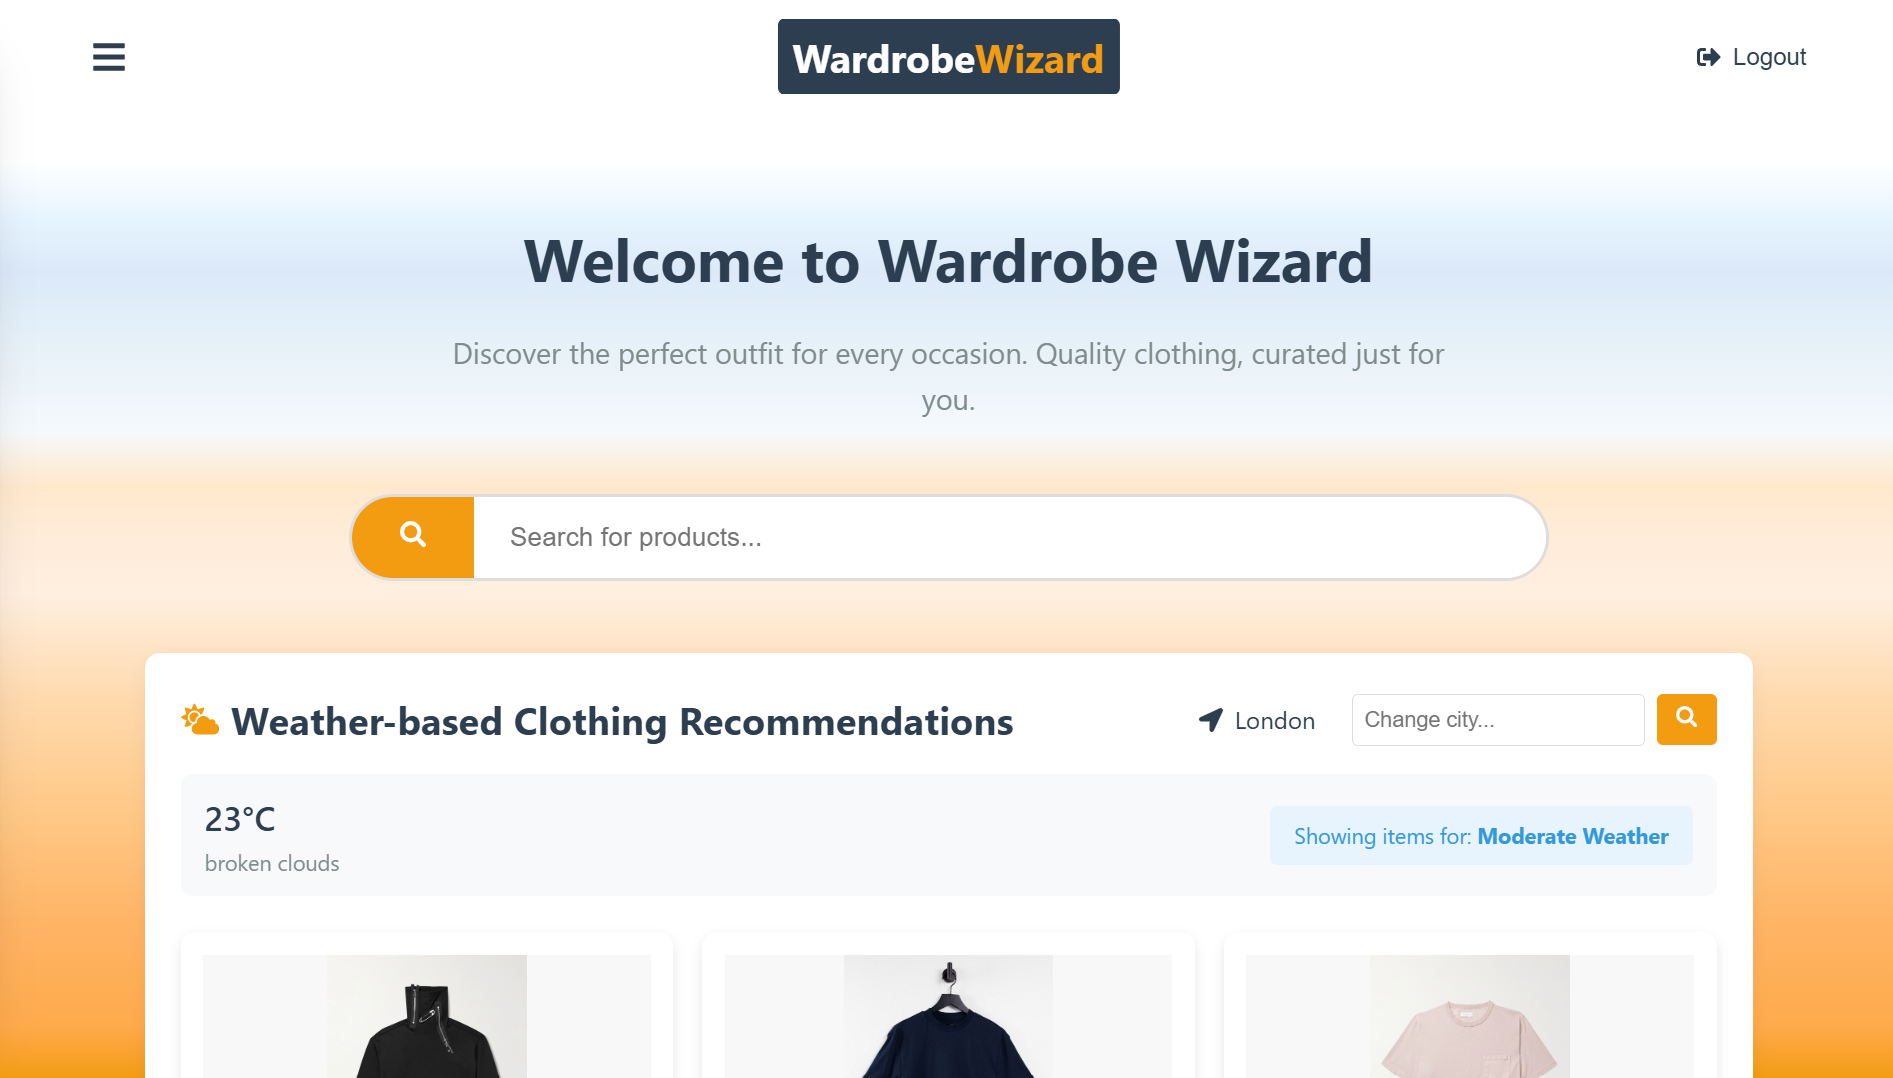 WardrobeWizard
Logout
Welcome to Wardrobe Wizard
Discover the perfect outfit for every occasion. Quality clothing, curated just for
you.
Search for products...
Weather-based Clothing Recommendations
London
Change city...
23°C
broken clouds
Showing items for: Moderate Weather